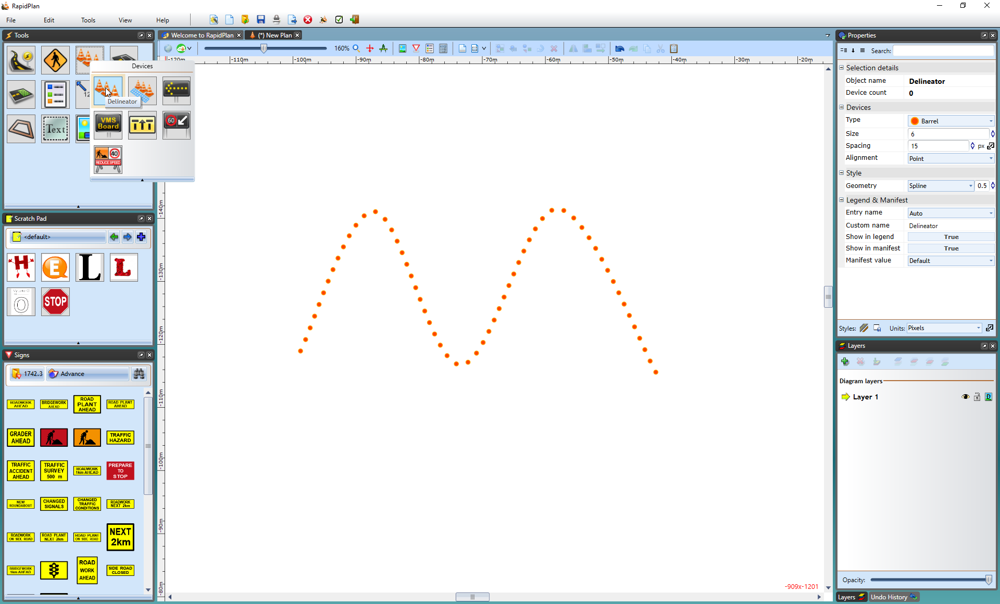 RapidPlan
File Edit Tools View Help
Tools
Welcome to RapidPlan
(*) New Plan
Properties
160%
Search:
-120m -110m -100m -90m -80m -70m -60m -50m -40m -30m -20m
Devices
Delineator
VMS Board
60
40
REDUCE SPEED
12
Text
Selection details
Object name Delineator
Device count 0
Devices
Type Barrel
Size 6
Spacing 15 px
Alignment Point
Style
Geometry Spline 0.5
Legend & Manifest
Entry name Auto
Custom name Delineator
Show in legend True
Show in manifest True
Manifest value Default
Styles: Units: Pixels
Scratch Pad
<default>
H E L L
My Letter O
O STOP
-140m
-130m
-120m
-110m
-100m
-90m
-80m
Signs
1742.3 Advance
ROADWORK AHEAD
BRIDGEWORK AHEAD
ROAD PLANT AHEAD
ROAD PLANT AHEAD
GRADER AHEAD
TRAFFIC HAZARD
TRAFFIC ACCIDENT AHEAD
TRAFFIC SURVEY 500 m
ROADWORK 1km AHEAD
PREPARE TO STOP
NEW ROUNDABOUT
CHANGED SIGNALS
CHANGED TRAFFIC CONDITIONS
ROADWORK NEXT 2km
ROADWORK ON SIDE ROAD
ROAD PLANT NEXT 2km
ROAD PLANT ON SIDE ROAD
NEXT 2km
BRIDGEWORK 1km AHEAD
ROAD WORK AHEAD
SIDE ROAD CLOSED
Layers
Diagram layers
Layer 1
D
Opacity:
-909x-1201
Layers
Undo History